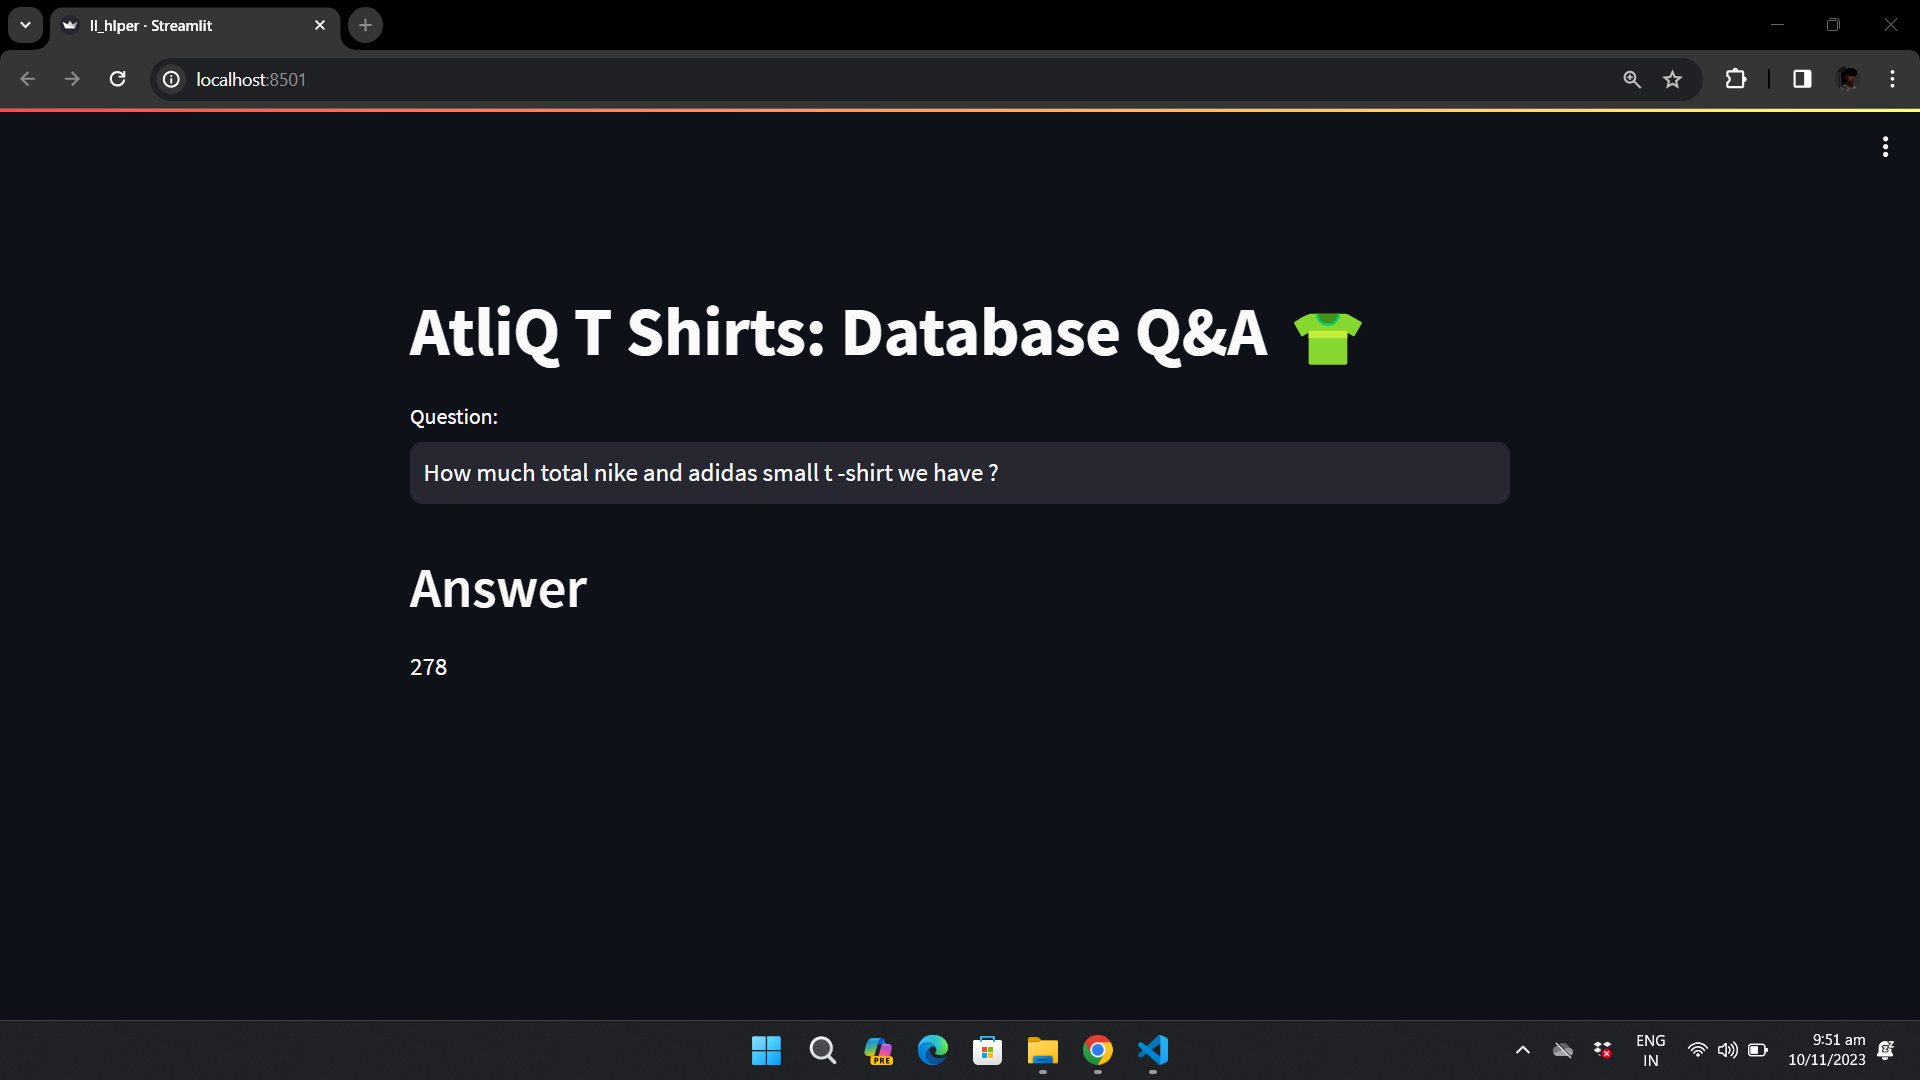 ll_hlper · Streamlit
localhost:8501
AtliQ T Shirts: Database Q&A
Question:
How much total nike and adidas small t -shirt we have ?
Answer
278
PRE
ENG
IN
9:51 am
10/11/2023